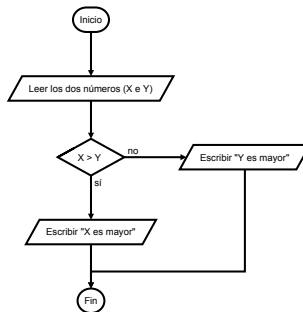 Inicio
Leer los dos números (X e Y)
X > Y
no
Escribir "Y es mayor"
sí
Escribir "X es mayor"
Fin